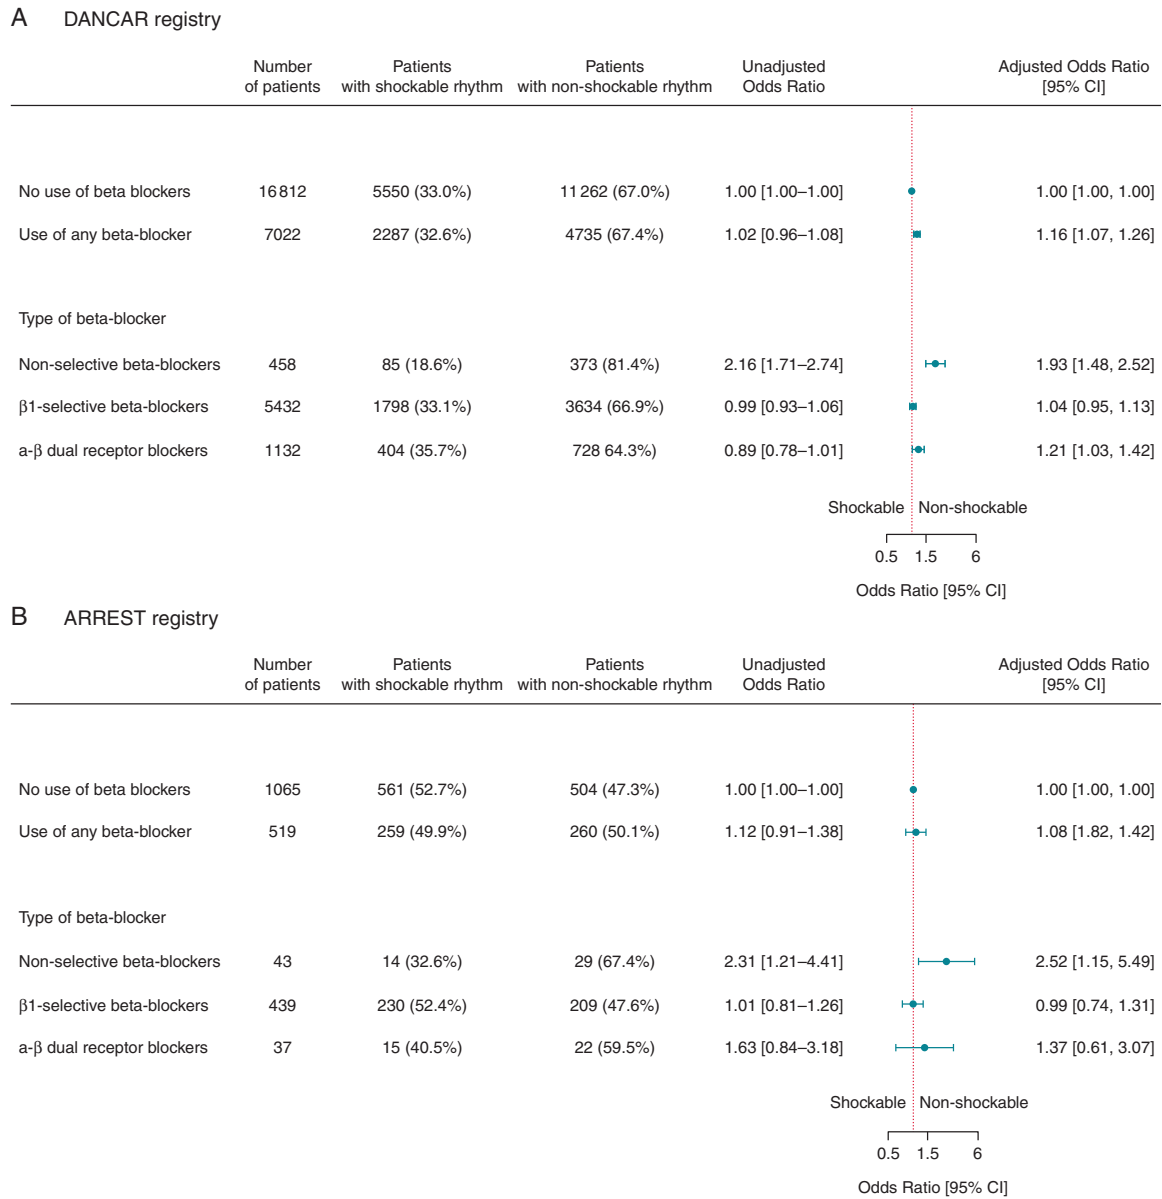 A DANCAR registry
Number of patients
Patients with shockable rhythm
Patients with non-shockable rhythm
Unadjusted Odds Ratio
Adjusted Odds Ratio [95% CI]
No use of beta blockers 16 812 5550 (33.0%) 11 262 (67.0%) 1.00 [1.00–1.00] 1.00 [1.00, 1.00]
Use of any beta-blocker 7022 2287 (32.6%) 4735 (67.4%) 1.02 [0.96–1.08] 1.16 [1.07, 1.26]
Type of beta-blocker
Non-selective beta-blockers 458 85 (18.6%) 373 (81.4%) 2.16 [1.71–2.74] 1.93 [1.48, 2.52]
β1-selective beta-blockers 5432 1798 (33.1%) 3634 (66.9%) 0.99 [0.93–1.06] 1.04 [0.95, 1.13]
a-β dual receptor blockers 1132 404 (35.7%) 728 64.3%) 0.89 [0.78–1.01] 1.21 [1.03, 1.42]
Shockable Non-shockable
0.5 1.5 6
Odds Ratio [95% CI]
B ARREST registry
Number of patients
Patients with shockable rhythm
Patients with non-shockable rhythm
Unadjusted Odds Ratio
Adjusted Odds Ratio [95% CI]
No use of beta blockers 1065 561 (52.7%) 504 (47.3%) 1.00 [1.00–1.00] 1.00 [1.00, 1.00]
Use of any beta-blocker 519 259 (49.9%) 260 (50.1%) 1.12 [0.91–1.38] 1.08 [1.82, 1.42]
Type of beta-blocker
Non-selective beta-blockers 43 14 (32.6%) 29 (67.4%) 2.31 [1.21–4.41] 2.52 [1.15, 5.49]
β1-selective beta-blockers 439 230 (52.4%) 209 (47.6%) 1.01 [0.81–1.26] 0.99 [0.74, 1.31]
a-β dual receptor blockers 37 15 (40.5%) 22 (59.5%) 1.63 [0.84–3.18] 1.37 [0.61, 3.07]
Shockable Non-shockable
0.5 1.5 6
Odds Ratio [95% CI]